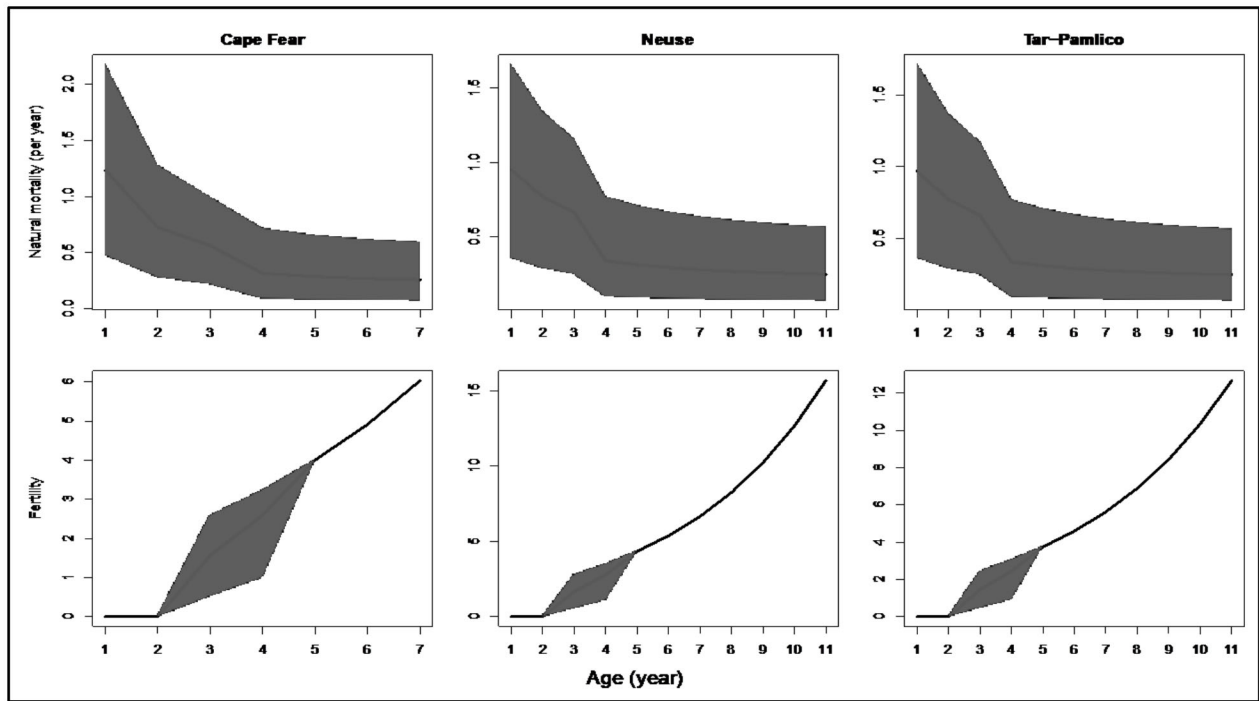 Cape Fear
Neuse
Tar-Pamlico
Natural mortality (per year)
0.0 0.5 1.0 1.5 2.0
1 2 3 4 5 6 7
0.5 1.0 1.5
1 2 3 4 5 6 7 8 9 10 11
0.5 1.0 1.5
1 2 3 4 5 6 7 8 9 10 11
Fertility
0 1 2 3 4 5 6
1 2 3 4 5 6 7
0 5 10 15
1 2 3 4 5 6 7 8 9 10 11
0 2 4 6 8 10 12
1 2 3 4 5 6 7 8 9 10 11
Age (year)